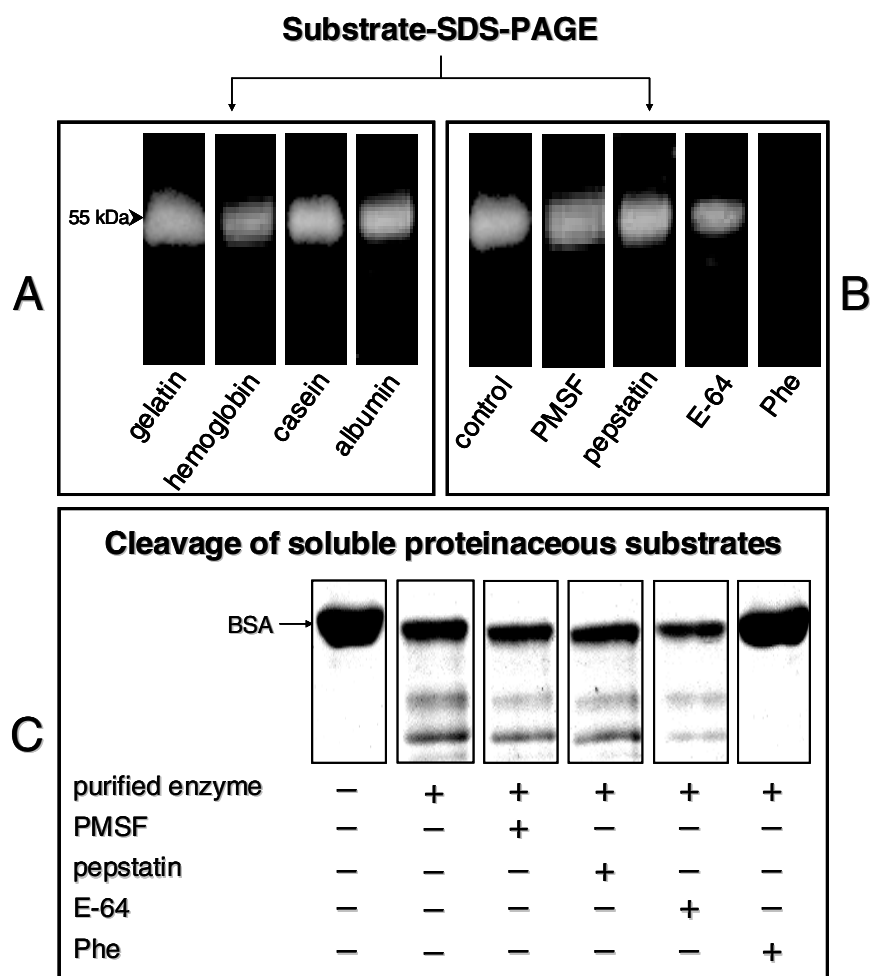 Substrate-SDS-PAGE
55 kDa
A
B
gelatin
hemoglobin
casein
albumin
control
PMSF
pepstatin
E-64
Phe
Cleavage of soluble proteinaceous substrates
BSA
C
purified enzyme – + + + + +
PMSF – – + – – –
pepstatin – – – + – –
E-64 – – – – + –
Phe – – – – – +